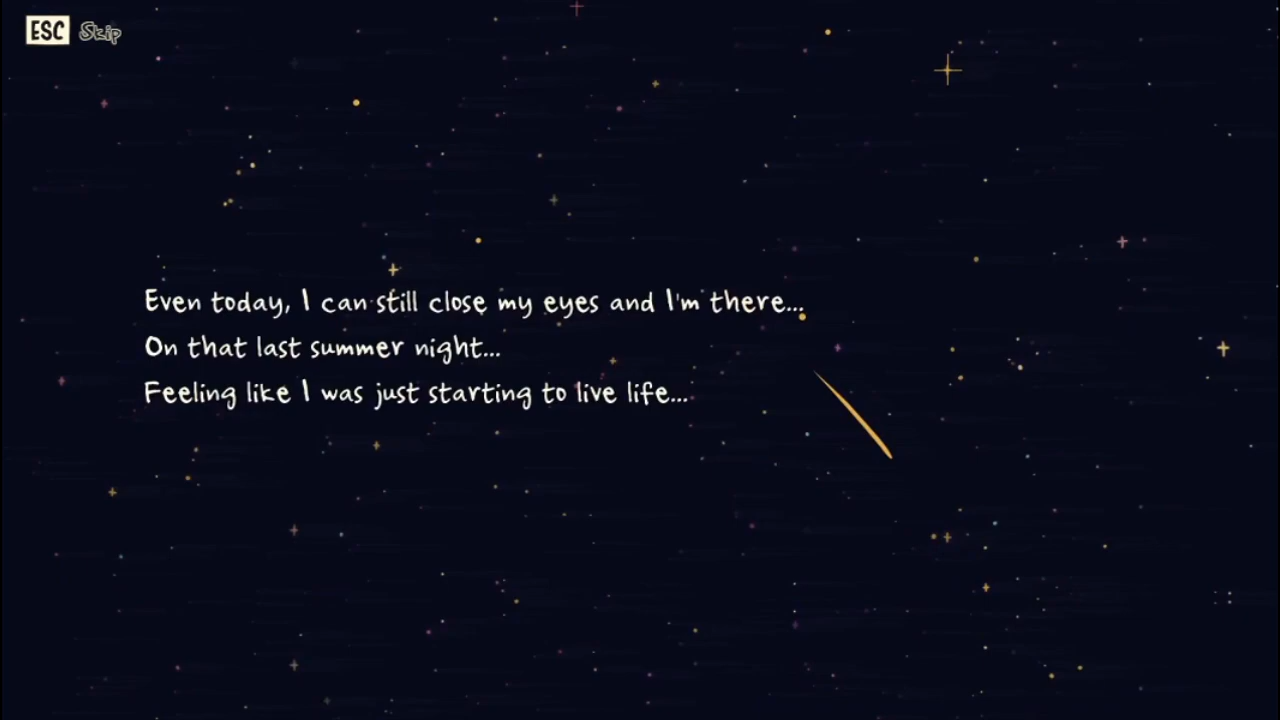 ESC Skip
Even today, I can still close my eyes and I'm there...
On that last summer night...
Feeling like I was just starting to live life...